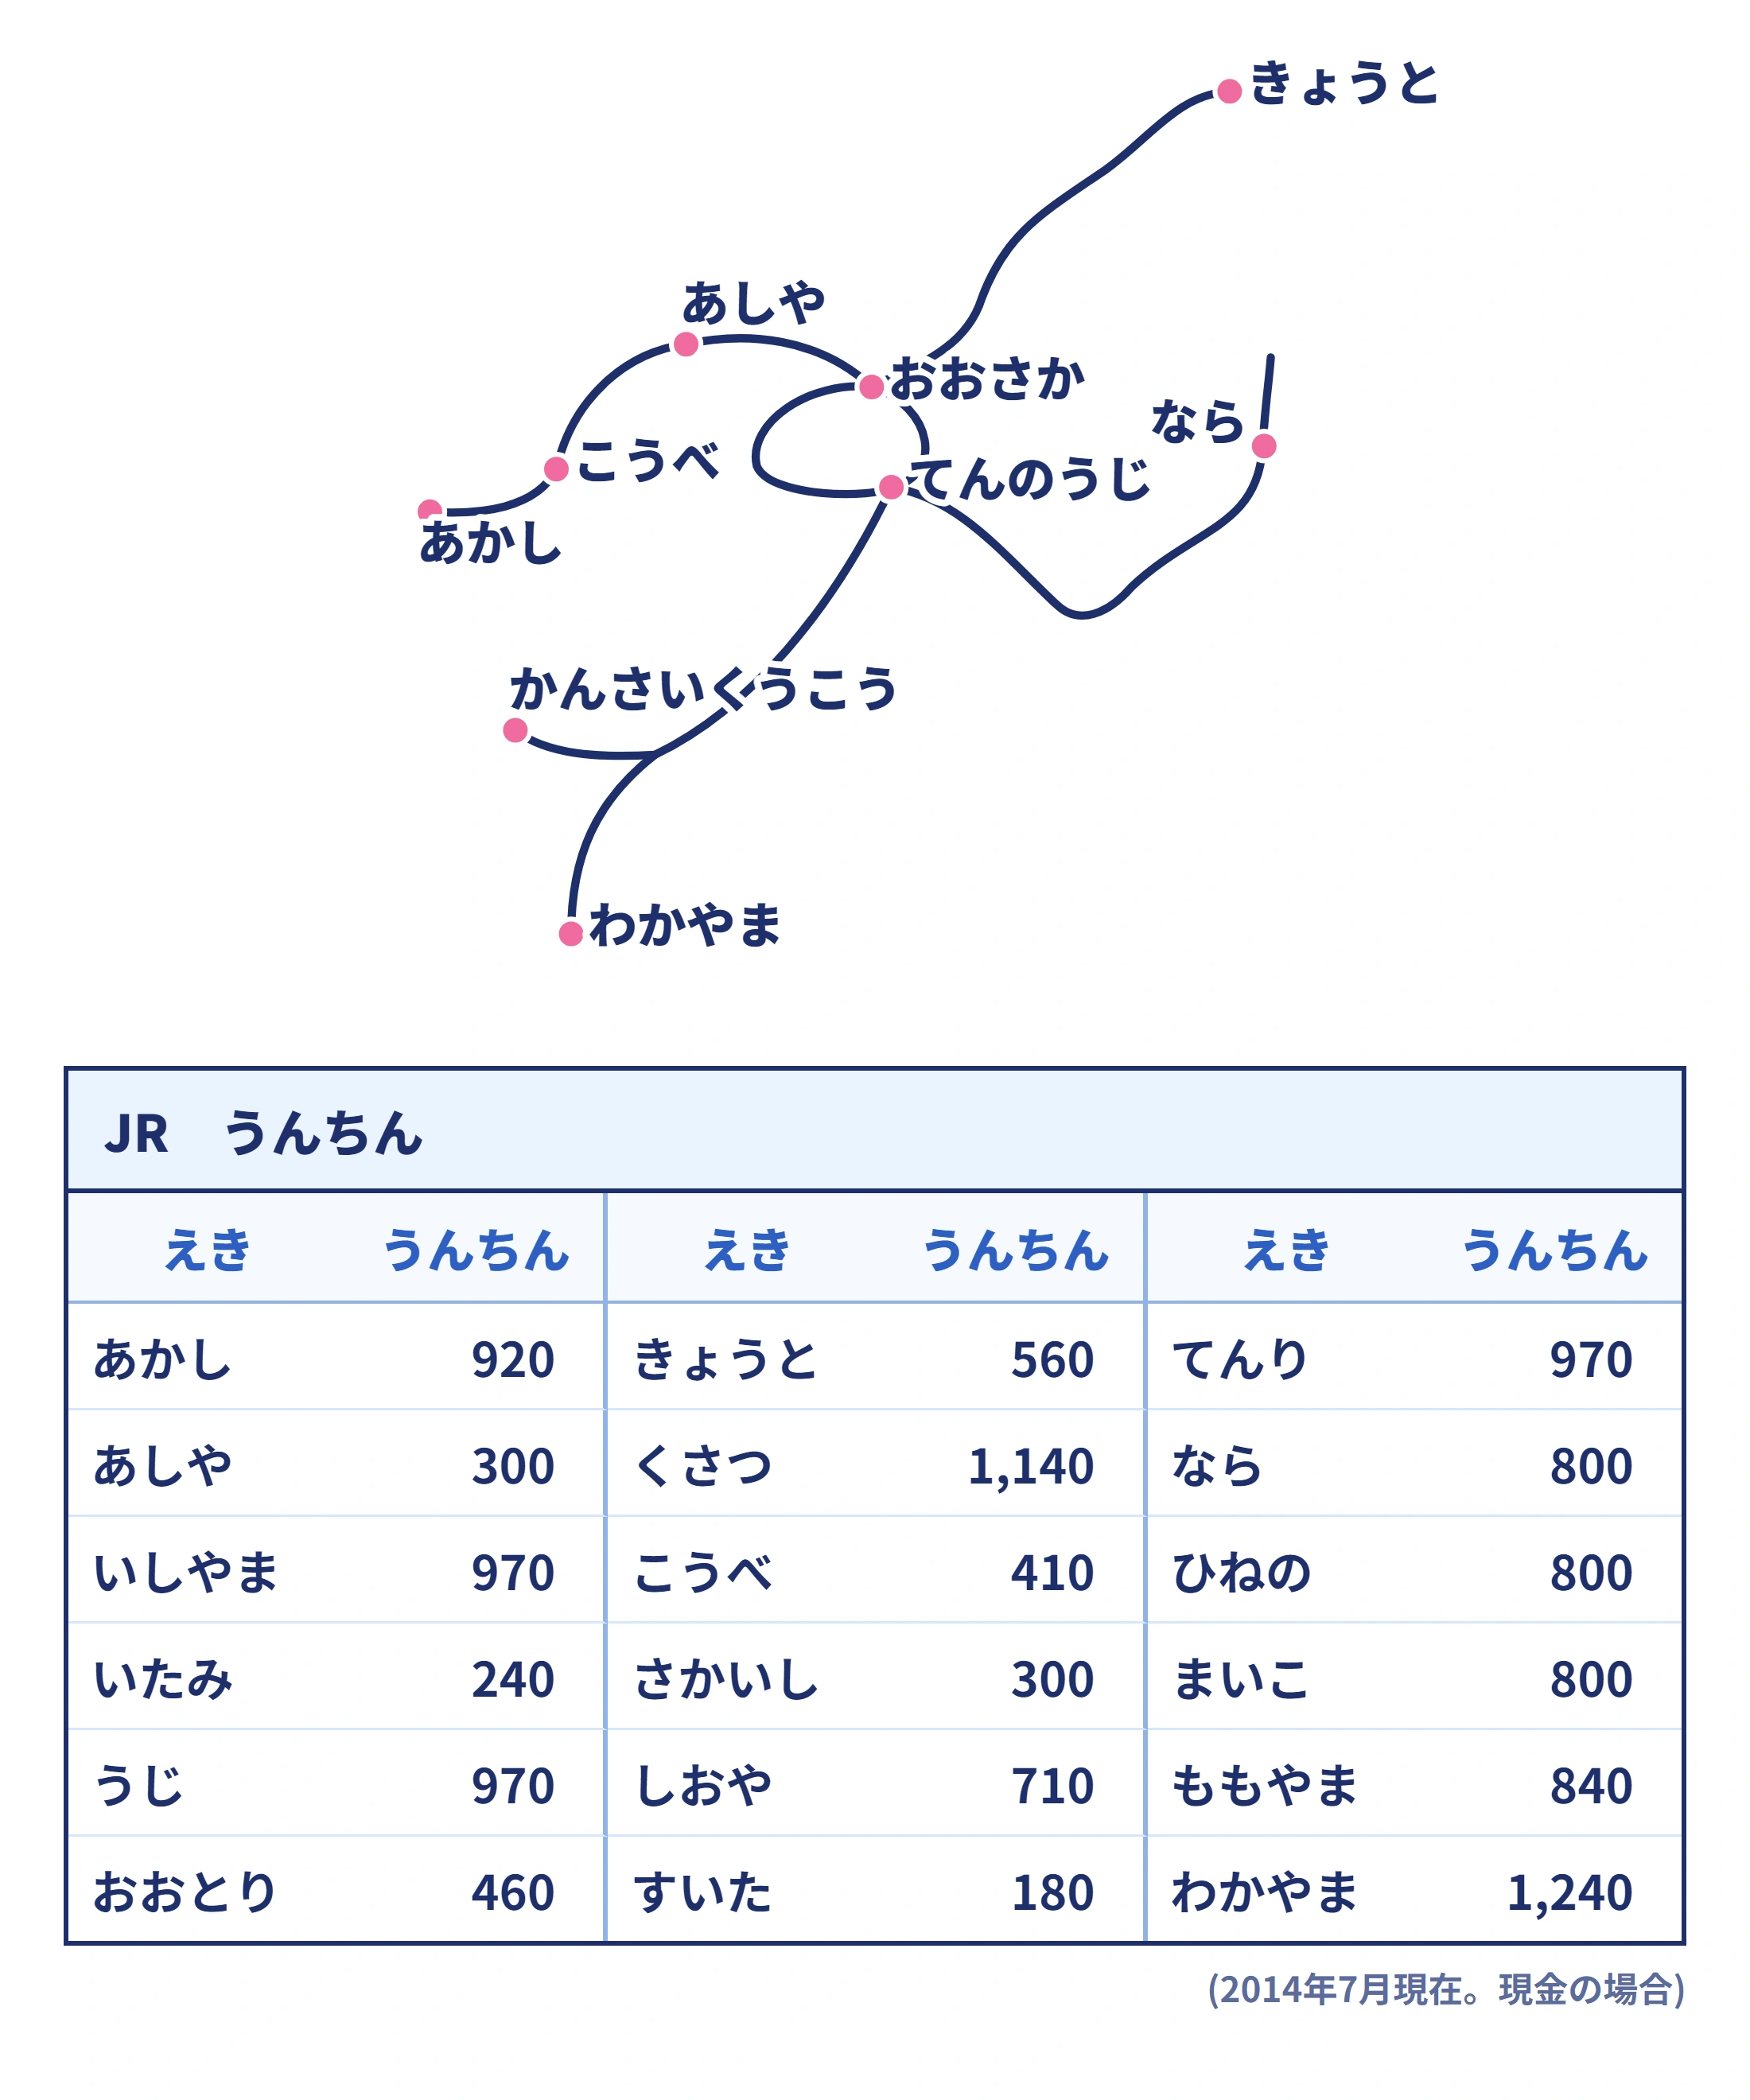 きょうと
あしや
おおさか
なら
こうべ
てんのうじ
あかし
かんさいくうこう
わかやま
JR　うんちん
えき　うんちん　えき　うんちん　えき　うんちん
あかし　920　きょうと　560　てんり　970
あしや　300　くさつ　1,140　なら　800
いしやま　970　こうべ　410　ひねの　800
いたみ　240　さかいし　300　まいこ　800
うじ　970　しおや　710　ももやま　840
おおとり　460　すいた　180　わかやま　1,240
(2014年7月現在。現金の場合)